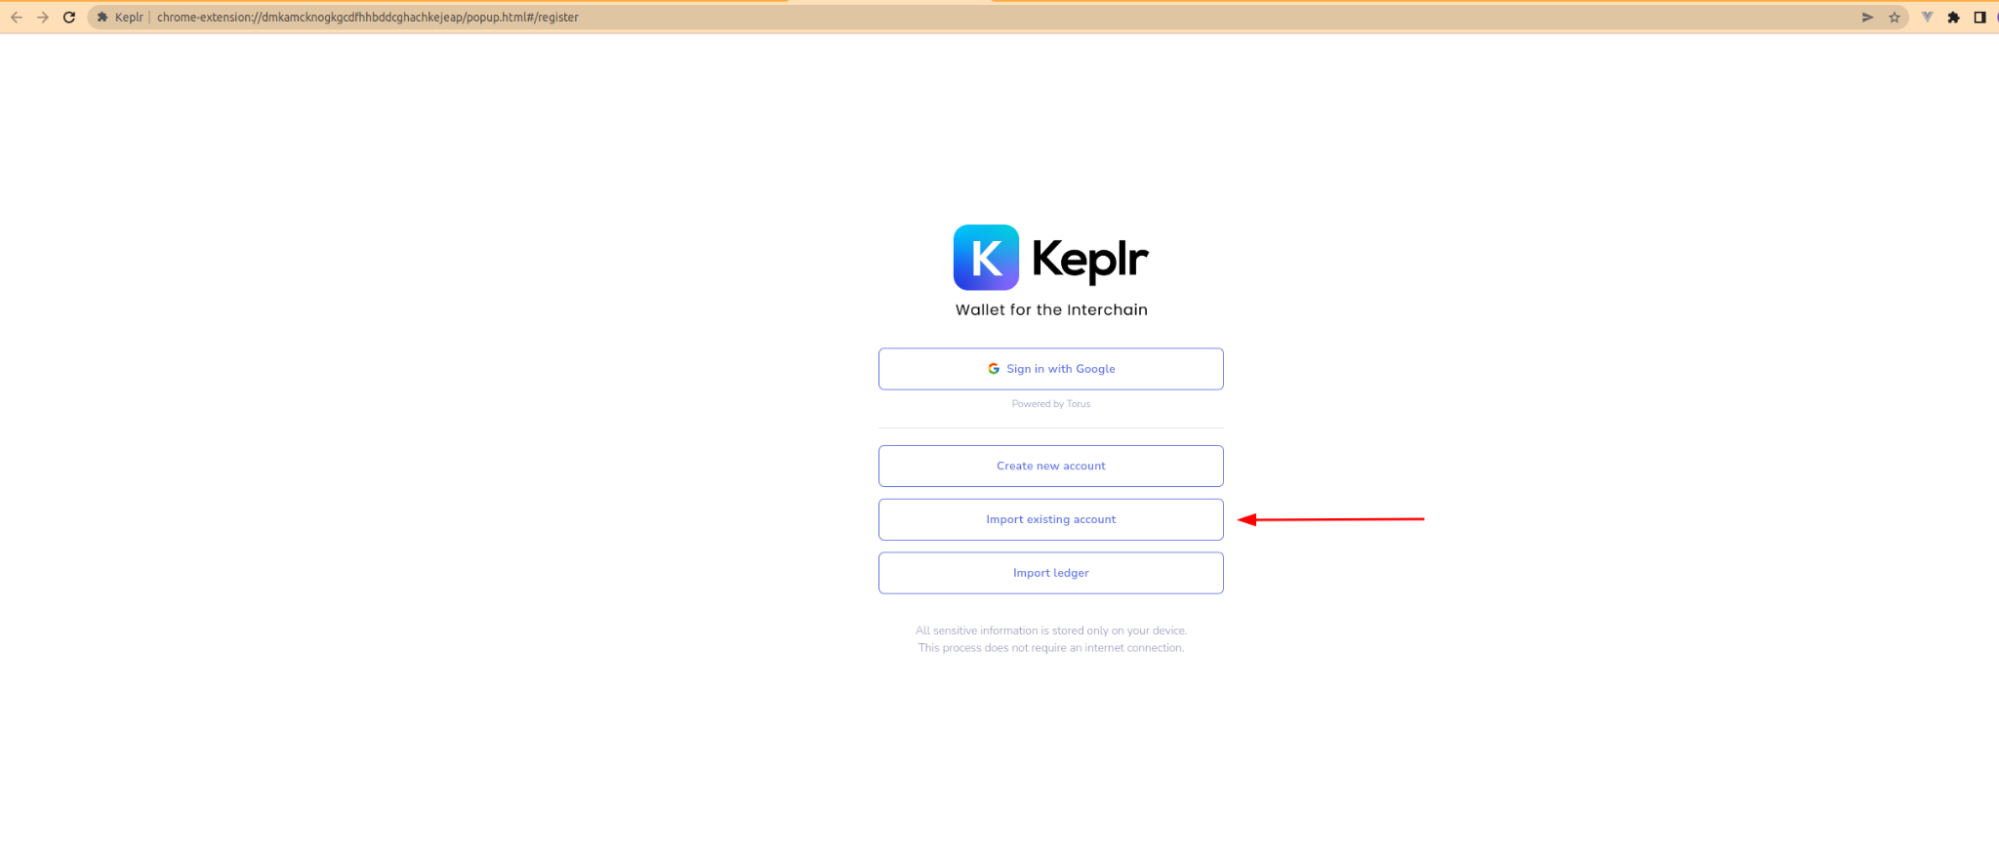 Keplr | chrome-extension://dmkamcknogkgcdfhhbddcghachkejeap/popup.html#/register
K Keplr
Wallet for the Interchain
Sign in with Google
Powered by Torus
Create new account
Import existing account
Import ledger
All sensitive information is stored only on your device.
This process does not require an internet connection.